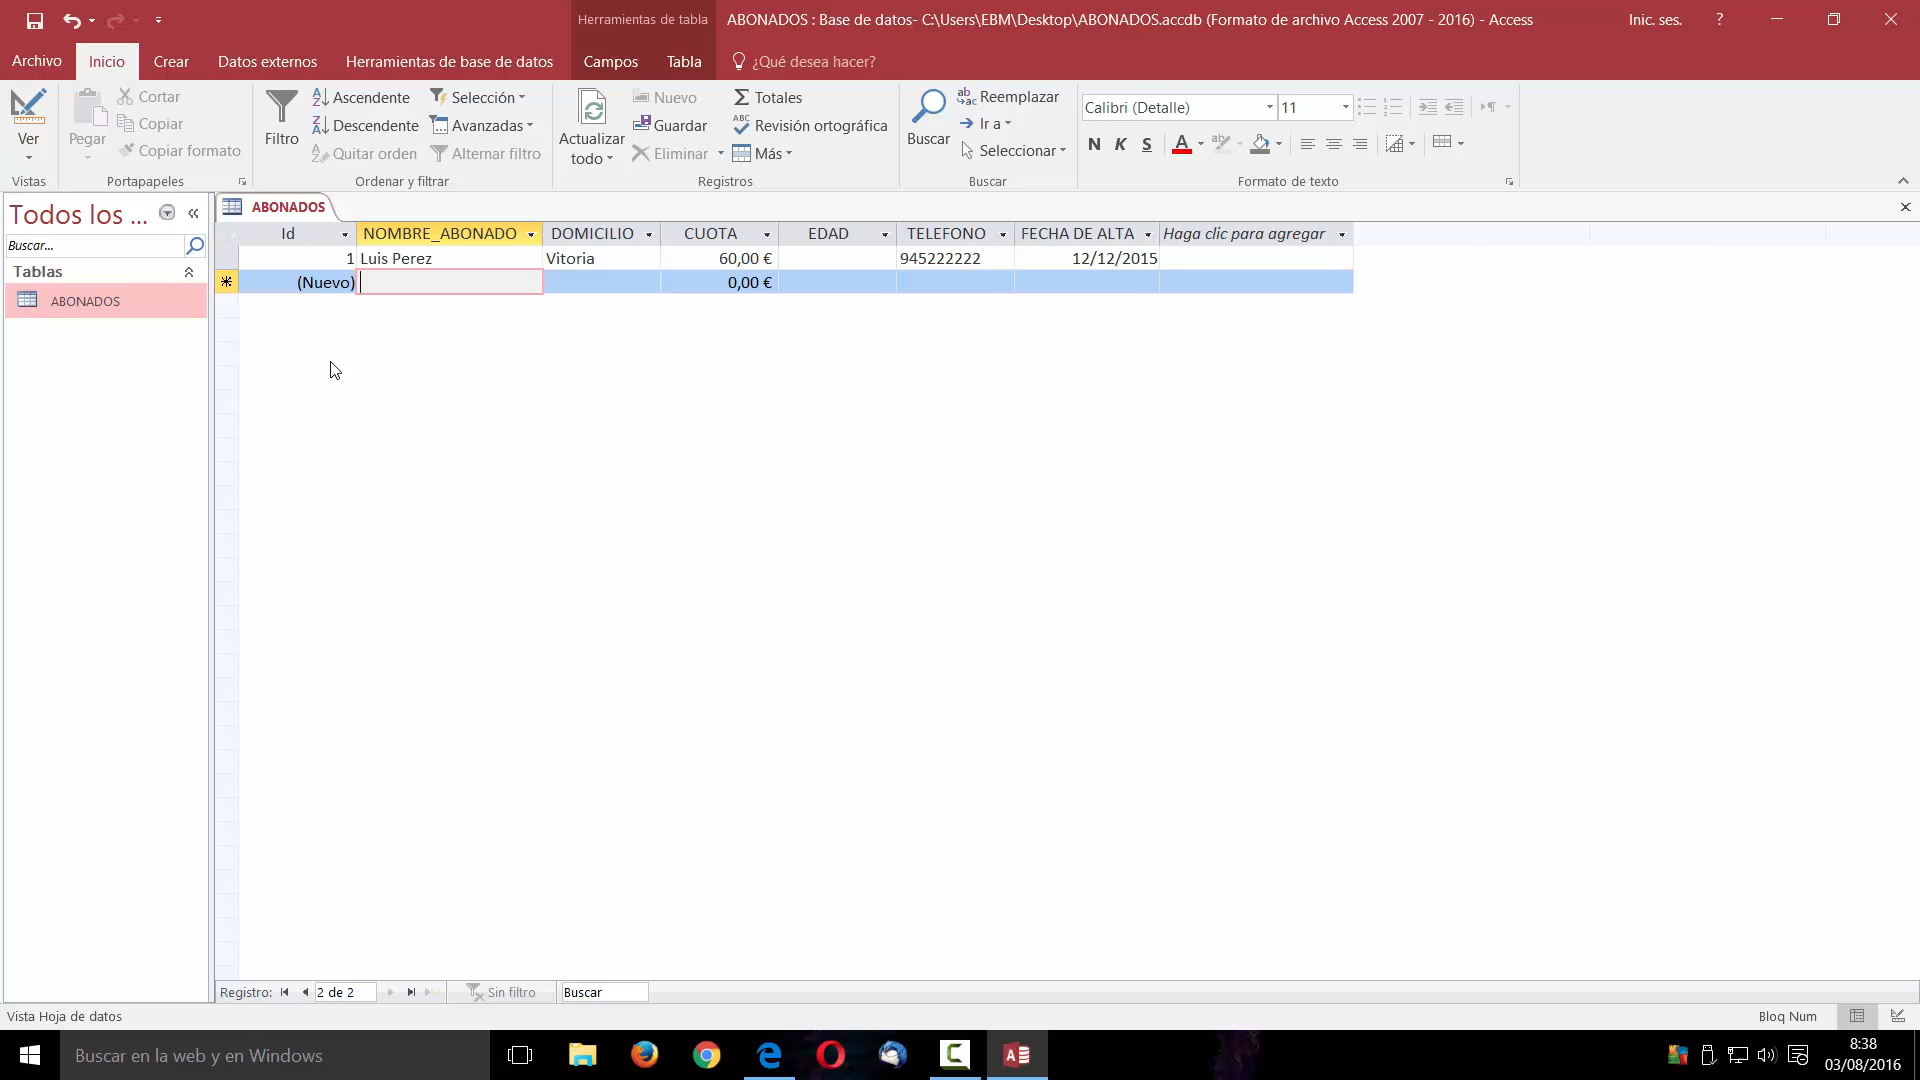 Herramientas de tabla
ABONADOS : Base de datos- C:\Users\EBM\Desktop\ABONADOS.accdb (Formato de archivo Access 2007 - 2016) - Access
Inic. ses.
?
Archivo
Inicio
Crear
Datos externos
Herramientas de base de datos
Campos
Tabla
¿Qué desea hacer?
Ver
Vistas
Pegar
Cortar
Copiar
Copiar formato
Portapapeles
Filtro
Ascendente
Descendente
Quitar orden
Selección
Avanzadas
Alternar filtro
Ordenar y filtrar
Actualizar
todo
Nuevo
Guardar
Eliminar
Totales
Revisión ortográfica
Más
Registros
Buscar
Reemplazar
Ir a
Seleccionar
Buscar
Calibri (Detalle)
11
N K S A
Formato de texto
Todos los ...
Buscar...
Tablas
ABONADOS
ABONADOS
Id NOMBRE_ABONADO DOMICILIO CUOTA EDAD TELEFONO FECHA DE ALTA Haga clic para agregar
1 Luis Perez Vitoria 60,00 € 945222222 12/12/2015
(Nuevo) 0,00 €
Registro: 2 de 2 Sin filtro Buscar
Vista Hoja de datos
Bloq Num
Buscar en la web y en Windows
8:38
03/08/2016